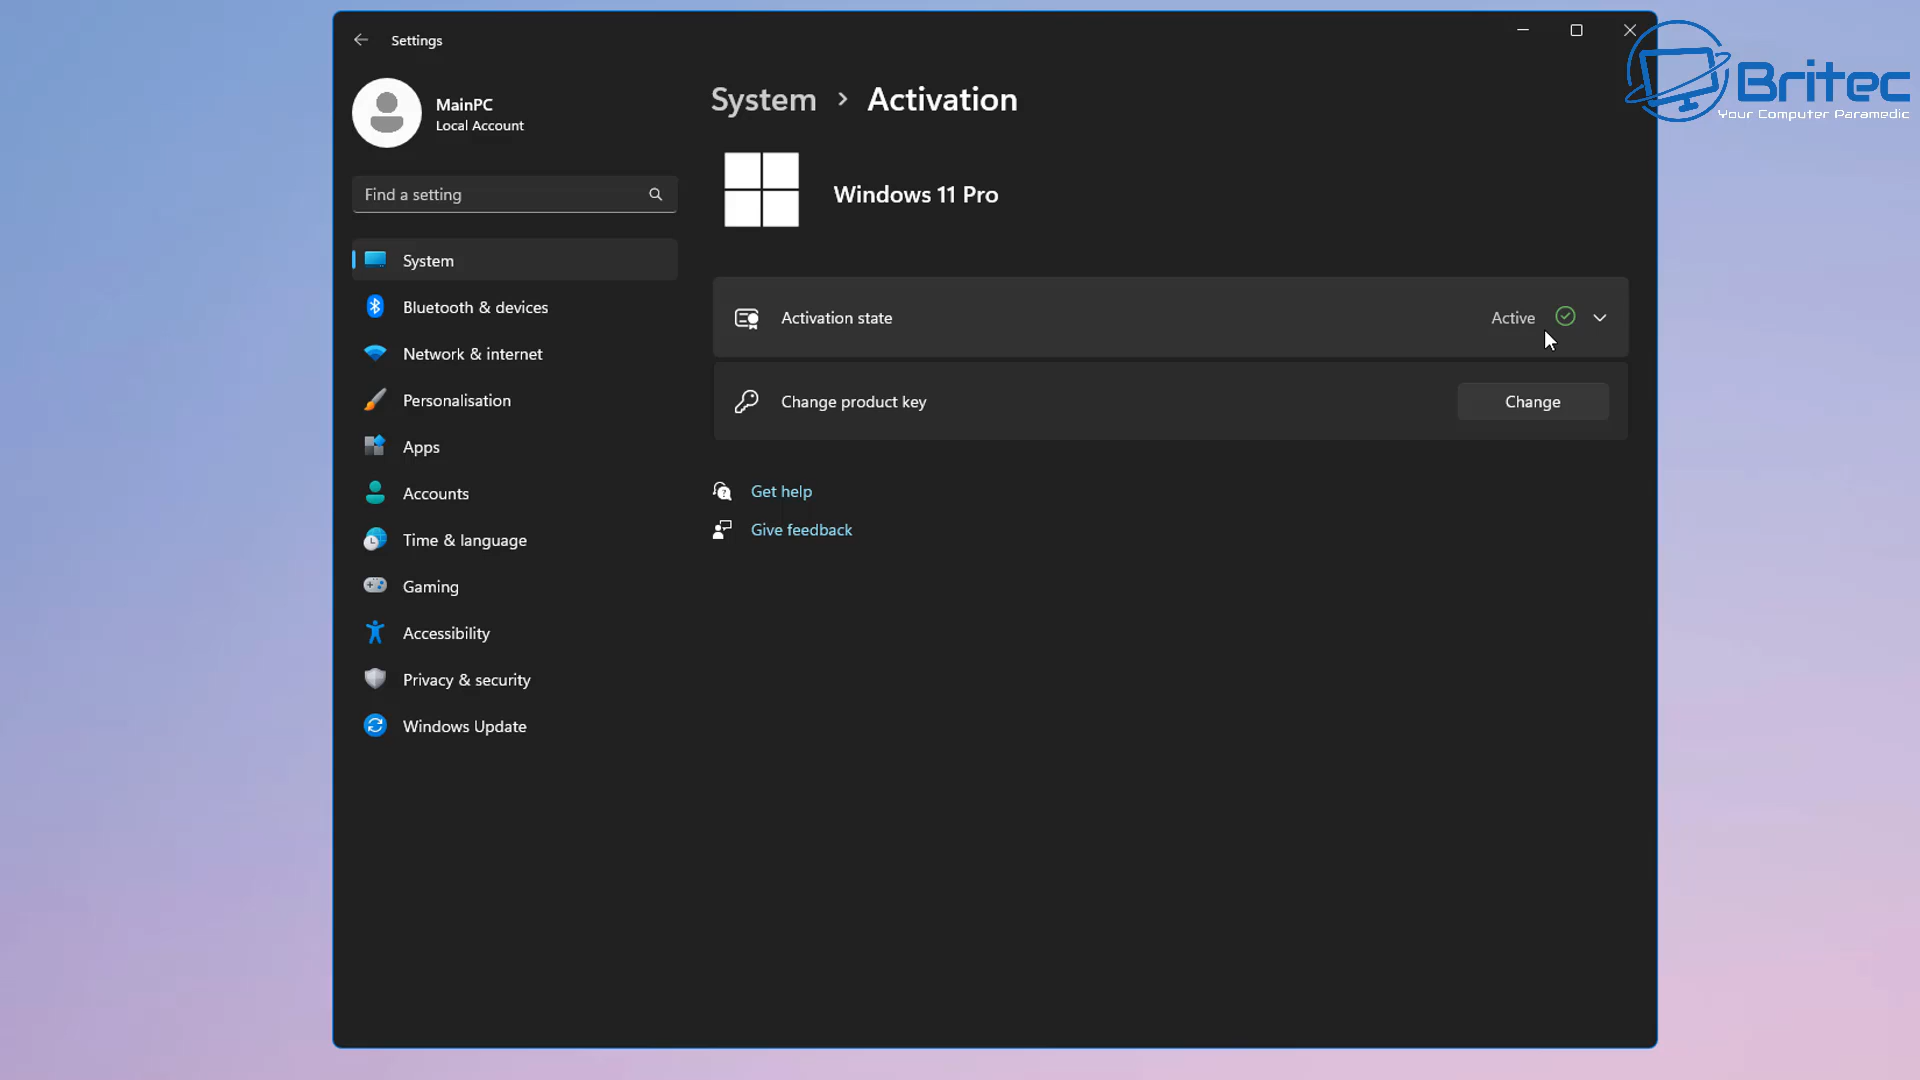 Settings
MainPC
Local Account
Find a setting
System
Bluetooth & devices
Network & internet
Personalisation
Apps
Accounts
Time & language
Gaming
Accessibility
Privacy & security
Windows Update
System > Activation
Windows 11 Pro
Activation state
Active
Change product key
Change
Get help
Give feedback
Britec
Your Computer Paramedic